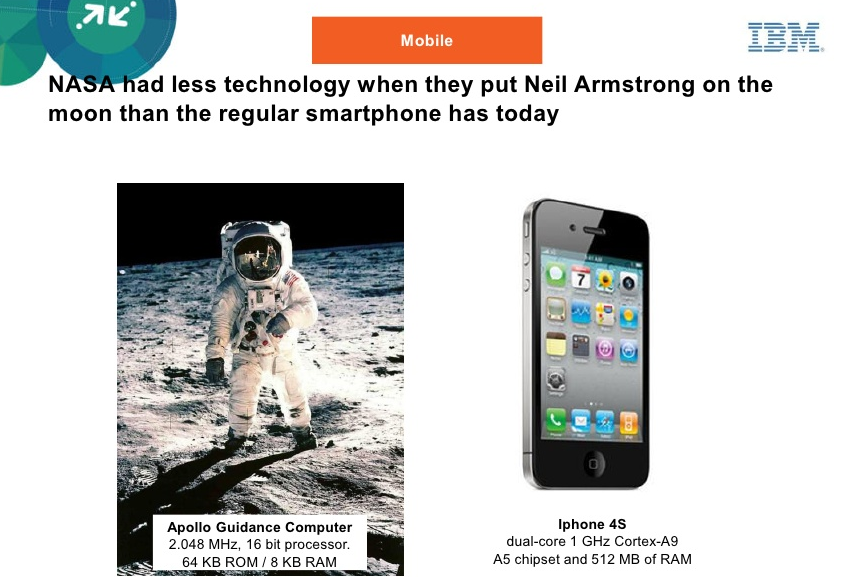 Mobile
IBM
NASA had less technology when they put Neil Armstrong on the
moon than the regular smartphone has today
7
Apollo Guidance Computer
2.048 MHz, 16 bit processor.
64 KB ROM / 8 KB RAM
Iphone 4S
dual-core 1 GHz Cortex-A9
A5 chipset and 512 MB of RAM